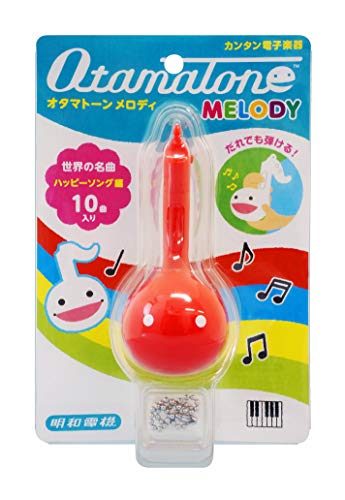 カンタン電子楽器
Otamatone
オタマトーン メロディ
MELODY
世界の名曲
ハッピーソング編
10曲
入り
だれでも弾ける!
明和電機